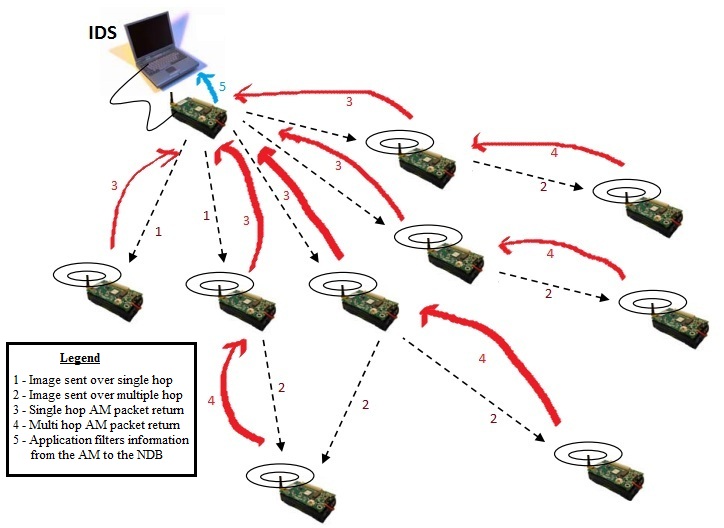 IDS
5
3
4
2
3
3
1
1
3
3
4
2
2
4
2
4
2
Legend
1 - Image sent over single hop
2 - Image sent over multiple hop
3 - Single hop AM packet return
4 - Multi hop AM packet return
5 - Application filters information
from the AM to the NDB